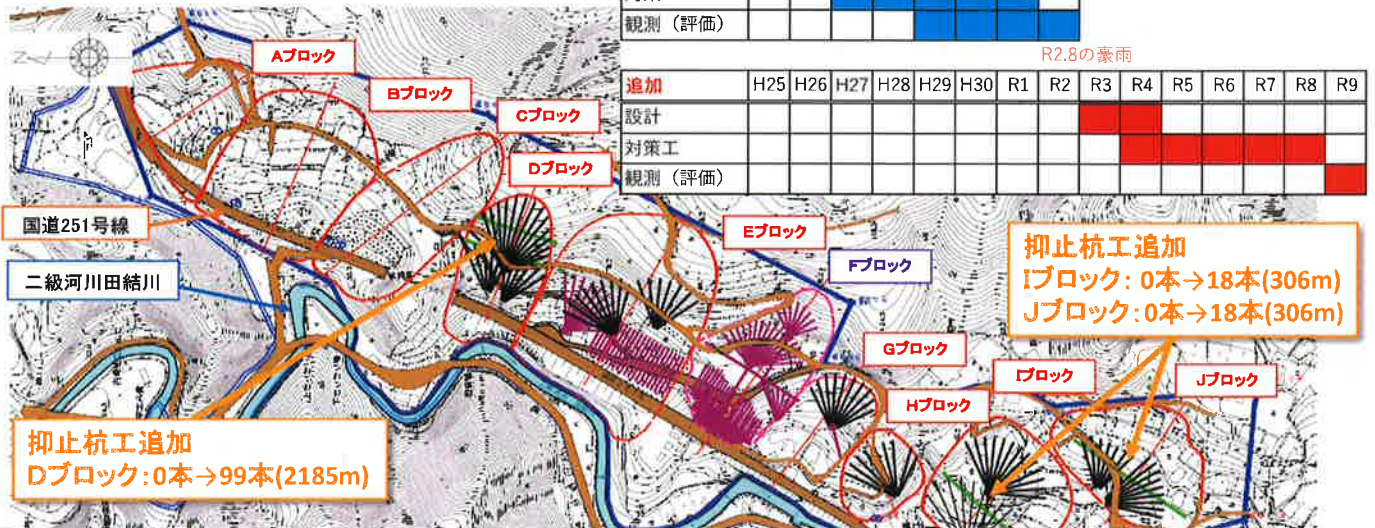 観測（評価）
R2.8の豪雨
追加 H25 H26 H27 H28 H29 H30 R1 R2 R3 R4 R5 R6 R7 R8 R9
設計
対策工
観測（評価）
Aブロック
Bブロック
Cブロック
Dブロック
Eブロック
Fブロック
Gブロック
Hブロック
Iブロック
Jブロック
国道251号線
二級河川田結川
抑止杭工追加
Iブロック：0本→18本(306m)
Jブロック：0本→18本(306m)
抑止杭工追加
Dブロック：0本→99本(2185m)